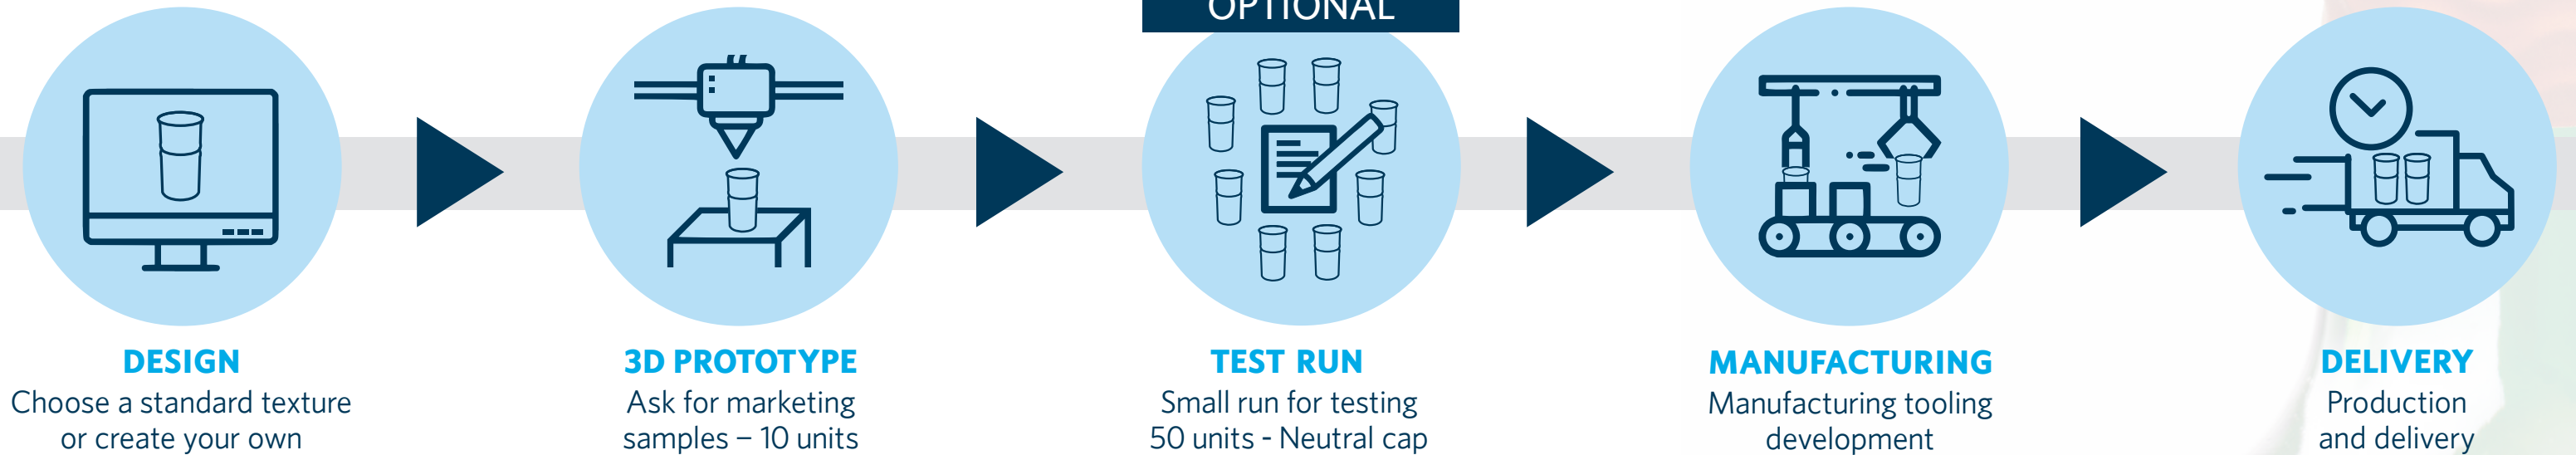 OPTIONAL
DESIGN
Choose a standard texture
or create your own
3D PROTOTYPE
Ask for marketing
samples – 10 units
TEST RUN
Small run for testing
50 units - Neutral cap
MANUFACTURING
Manufacturing tooling
development
DELIVERY
Production
and delivery